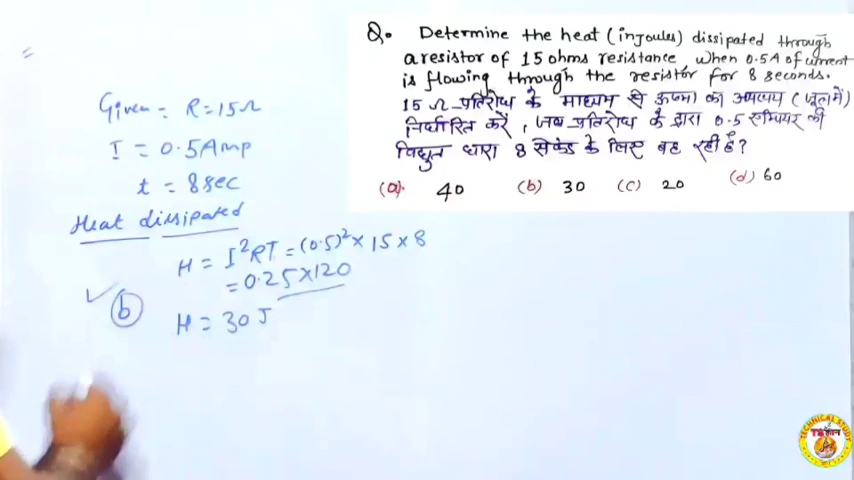 Q. Determine the heat (in joules) dissipated through
a resistor of 15 ohms resistance, when 0.5A of current
is flowing through the resistor for 8 seconds.
15 Ω प्रतिरोध के माध्यम से ऊष्मा का अपव्यय (जूल में)
निर्धारित करें, जब प्रतिरोध के द्वारा 0.5 एम्पियर की
विद्युत धारा 8 सेकेंड के लिए बह रही है?
(a) 40 (b) 30 (c) 20 (d) 60
Given = R = 15Ω
I = 0.5Amp
t = 8sec
Heat dissipated
H = I²RT = (0.5)² × 15 × 8
= 0.25×120
b H = 30 J
TECHNICAL STUDY